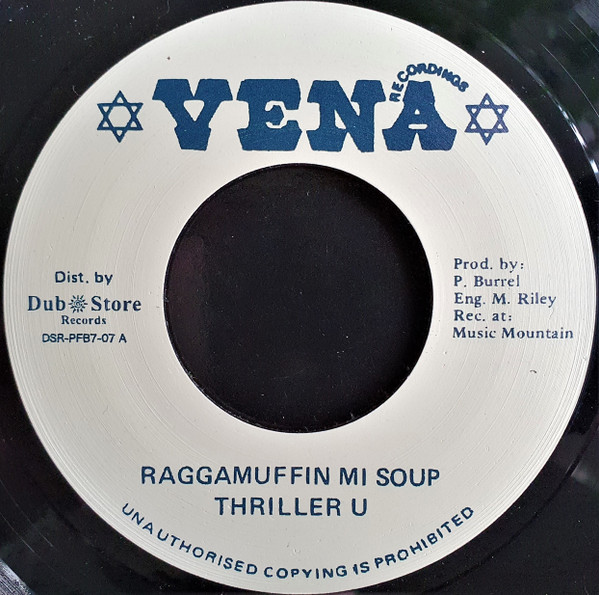 VENA
RECORDINGS
Dist. by
Dub Store
Records
DSR-PFB7-07 A
Prod. by:
P. Burrel
Eng. M. Riley
Rec. at:
Music Mountain
RAGGAMUFFIN MI SOUP
THRILLER U
UNAUTHORISED COPYING IS PROHIBITED